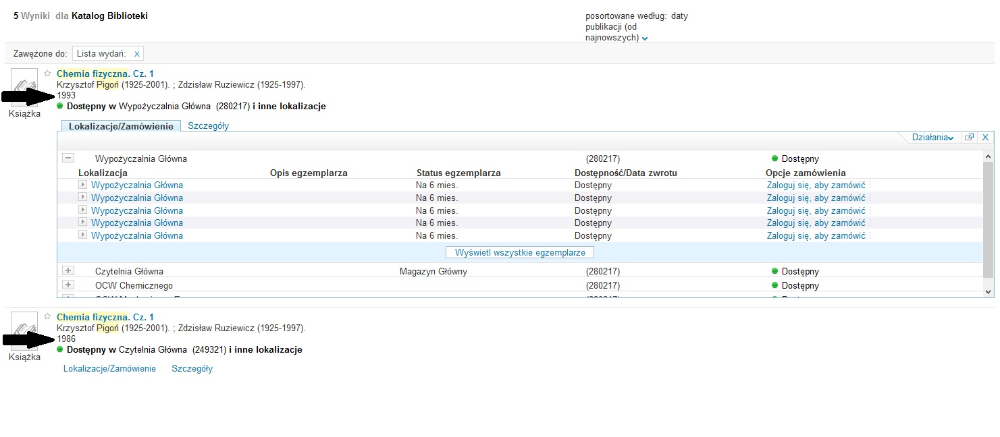 5 Wyniki dla Katalog Biblioteki
posortowane według: daty
publikacji (od
najnowszych)
Zawężone do: Lista wydań: X
Chemia fizyczna. Cz. 1
Krzysztof Pigoń (1925-2001). ; Zdzisław Ruziewicz (1925-1997).
1993
Dostępny w Wypożyczalnia Główna (280217) i inne lokalizacje
Książka
Lokalizacje/Zamówienie Szczegóły
Działania X
Wypożyczalnia Główna (280217) Dostępny
Lokalizacja Opis egzemplarza Status egzemplarza Dostępność/Data zwrotu Opcje zamówienia
Wypożyczalnia Główna Na 6 mies. Dostępny Zaloguj się, aby zamówić
Wypożyczalnia Główna Na 6 mies. Dostępny Zaloguj się, aby zamówić
Wypożyczalnia Główna Na 6 mies. Dostępny Zaloguj się, aby zamówić
Wypożyczalnia Główna Na 6 mies. Dostępny Zaloguj się, aby zamówić
Wypożyczalnia Główna Na 6 mies. Dostępny Zaloguj się, aby zamówić
Wyświetl wszystkie egzemplarze
Czytelnia Główna Magazyn Główny (280217) Dostępny
OCW Chemicznego (280217) Dostępny
Chemia fizyczna. Cz. 1
Krzysztof Pigoń (1925-2001). ; Zdzisław Ruziewicz (1925-1997).
1986
Dostępny w Czytelnia Główna (249321) i inne lokalizacje
Książka
Lokalizacje/Zamówienie Szczegóły